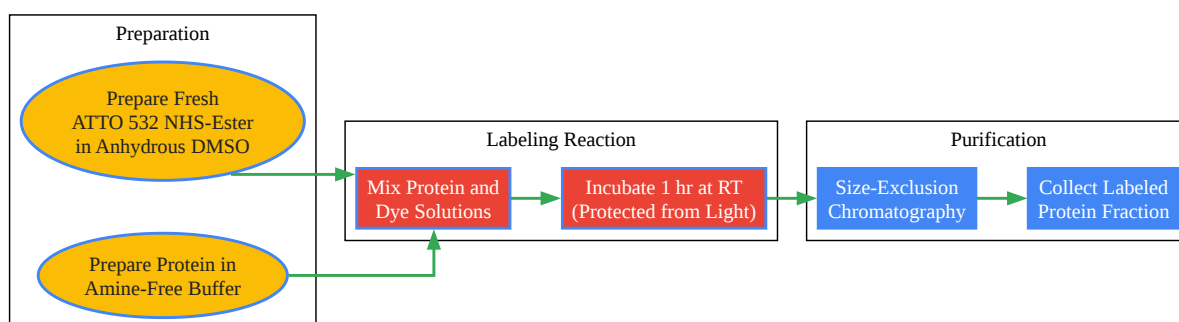 Preparation
Prepare Fresh
ATTO 532 NHS-Ester
in Anhydrous DMSO
Prepare Protein in
Amine-Free Buffer
Labeling Reaction
Mix Protein and
Dye Solutions
Incubate 1 hr at RT
(Protected from Light)
Purification
Size-Exclusion
Chromatography
Collect Labeled
Protein Fraction